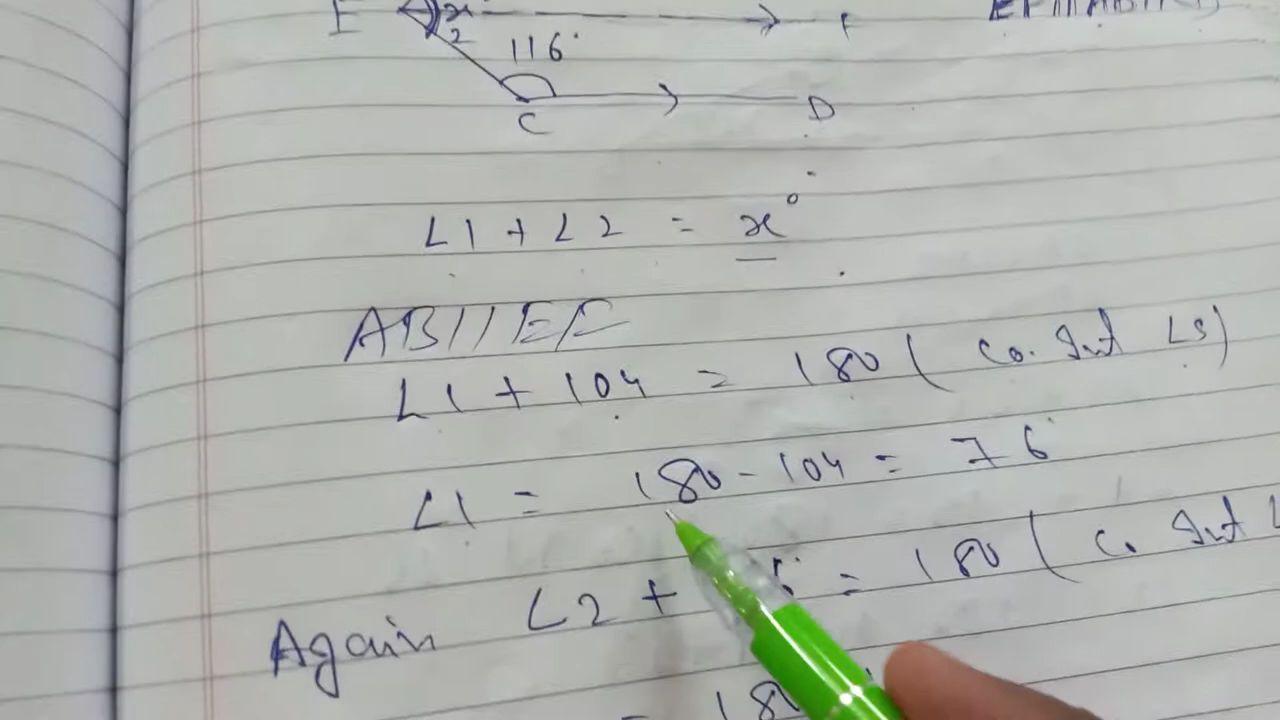 x
2
116°
C
D
∠1 + ∠2 = x°
AB//EF
∠1 + 104 = 180 ( Co. Int ∠s)
∠1 = 180 - 104 = 76°
Again ∠2 + = 180 ( Co Int
180